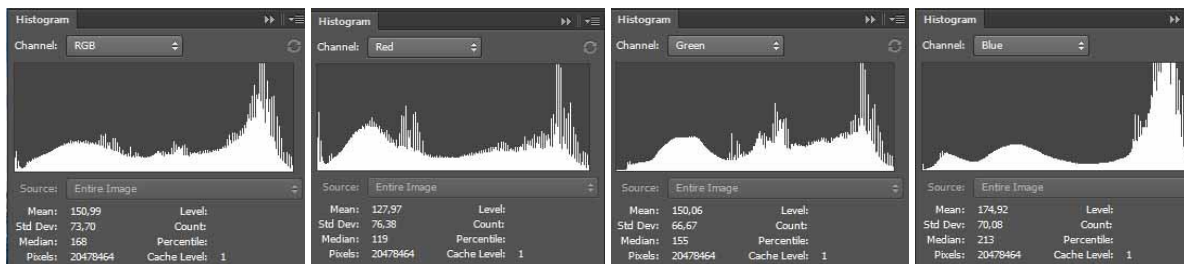 Histogram
Channel: RGB
Source: Entire Image
Mean: 150,99 Level:
Std Dev: 73,70 Count:
Median: 168 Percentile:
Pixels: 20478464 Cache Level: 1
Histogram
Channel: Red
Source: Entire Image
Mean: 127,97 Level:
Std Dev: 76,38 Count:
Median: 119 Percentile:
Pixels: 20478464 Cache Level: 1
Histogram
Channel: Green
Source: Entire Image
Mean: 150,06 Level:
Std Dev: 66,67 Count:
Median: 155 Percentile:
Pixels: 20478464 Cache Level: 1
Histogram
Channel: Blue
Source: Entire Image
Mean: 174,92 Level:
Std Dev: 70,08 Count:
Median: 213 Percentile:
Pixels: 20478464 Cache Level: 1